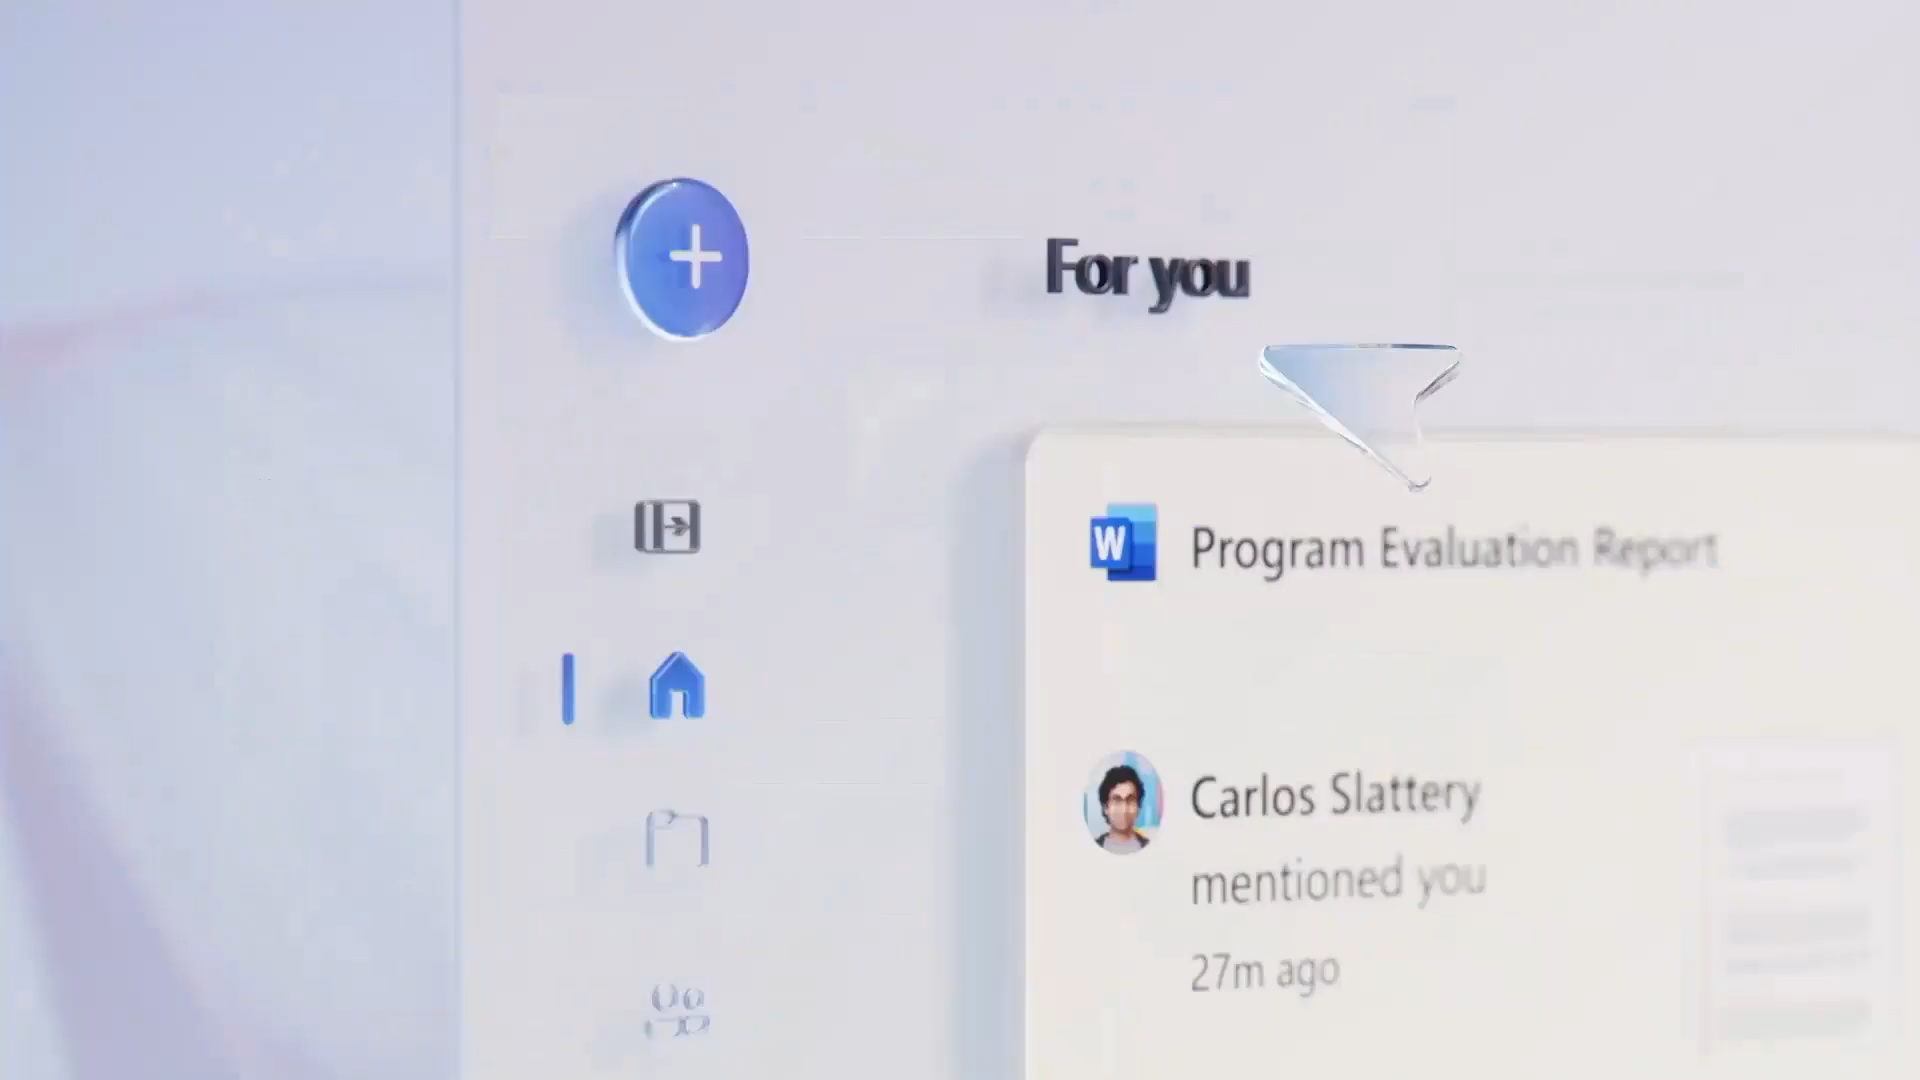 For you
W
Program Evaluation Report
Carlos Slattery
mentioned you
27m ago